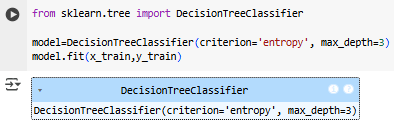 from sklearn.tree import DecisionTreeClassifier
model=DecisionTreeClassifier(criterion='entropy', max_depth=3)
model.fit(x_train,y_train)
DecisionTreeClassifier
DecisionTreeClassifier(criterion='entropy', max_depth=3)